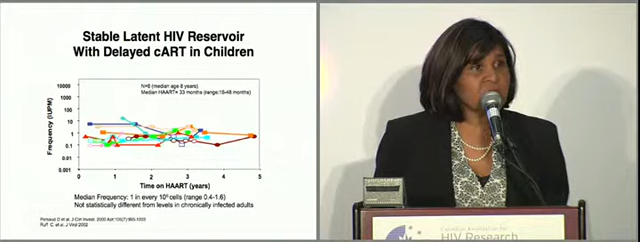 Stable Latent HIV Reservoir
With Delayed cART in Children
N=8 (median age 8 years)
Median HAART= 33 months (range:18-48 months)
Frequency (IUPM)
10000
1000
100
10
1
0.1
0.01
0.001
0
1
2
3
4
5
Time on HAART (years)
Median Frequency: 1 in every 10⁶ cells (range 0.4-1.6)
Not statistically different from levels in chronically infected adults
Persaud D et al. J Clin Invest. 2000 Apr;105(7):995-1003
Ruff C. et al. J Virol 2002
Canadian Association for
HIV Research